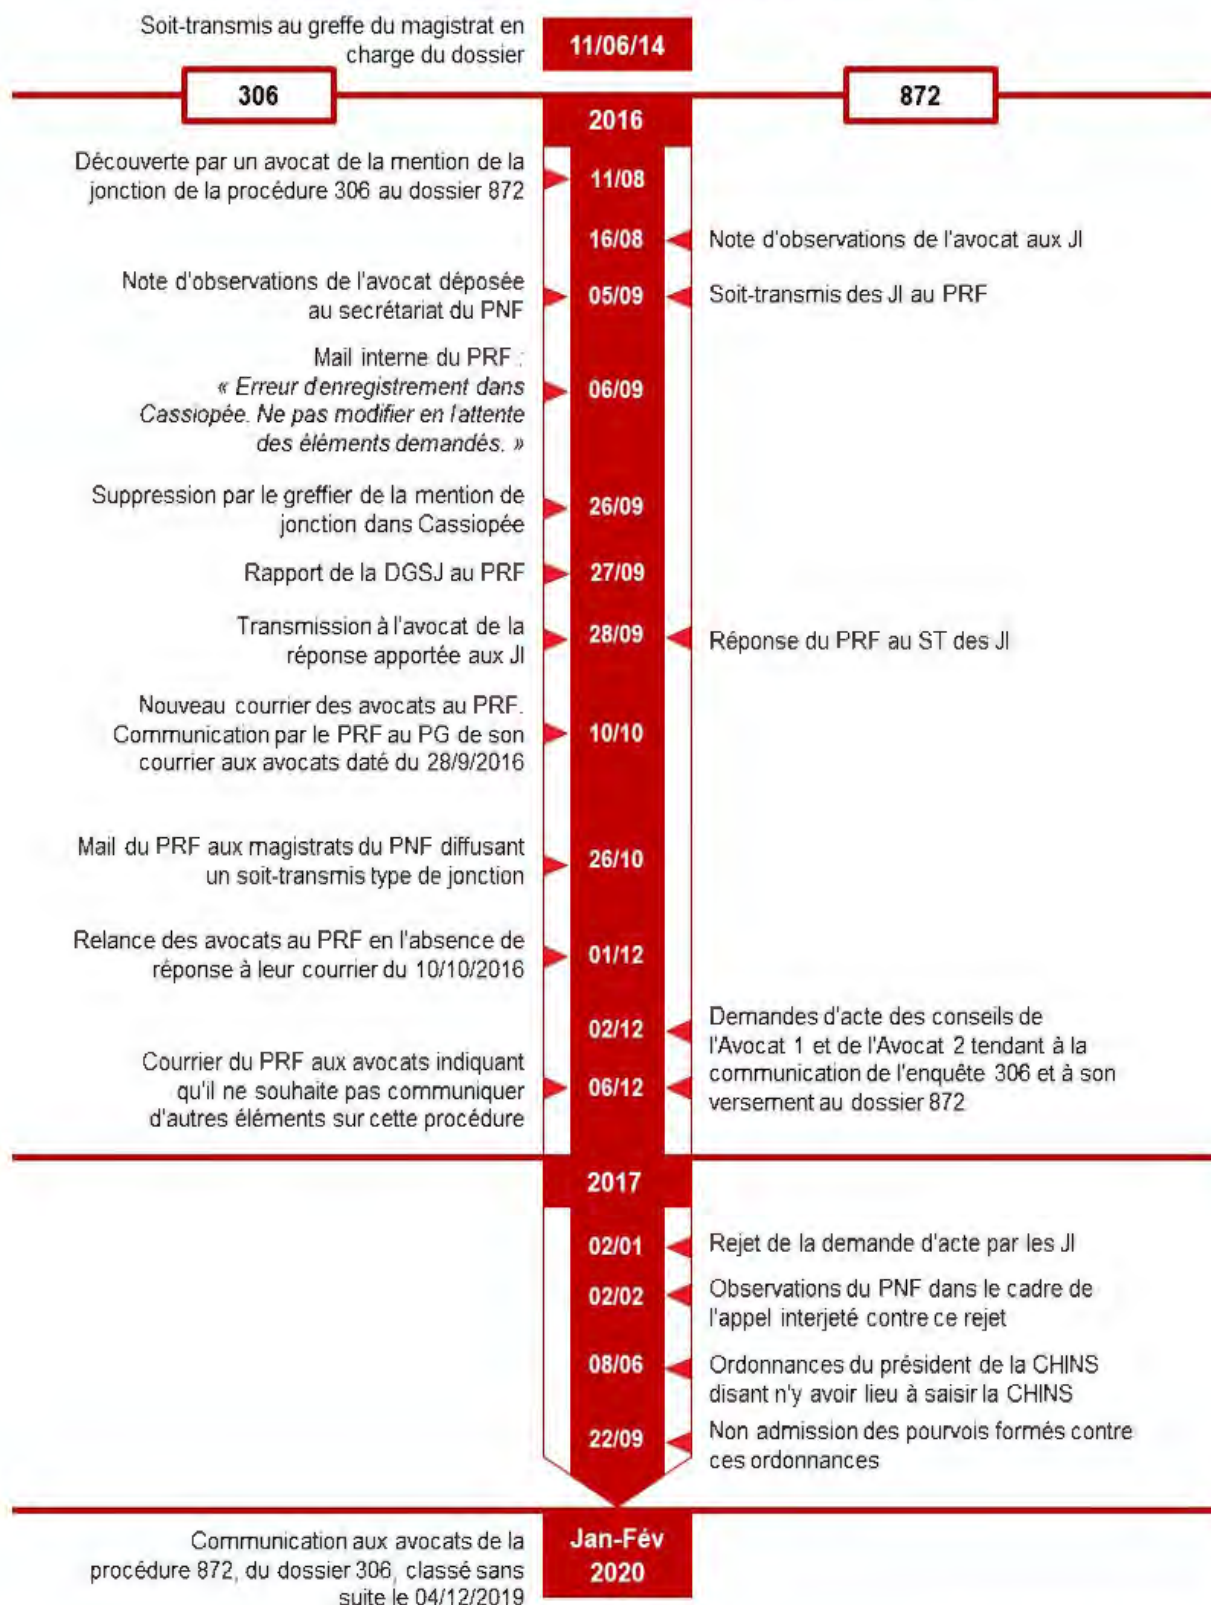 Soit-transmis au greffe du magistrat en
charge du dossier
11/06/14
306
872
2016
Découverte par un avocat de la mention de la
jonction de la procédure 306 au dossier 872
11/08
16/08
Note d'observations de l'avocat aux JI
Note d'observations de l'avocat déposée
au secrétariat du PNF
05/09
Soit-transmis des JI au PRF
Mail interne du PRF :
« Erreur d'enregistrement dans
Cassiopée. Ne pas modifier en l'attente
des éléments demandés. »
06/09
Suppression par le greffier de la mention de
jonction dans Cassiopée
26/09
Rapport de la DGSJ au PRF
27/09
Transmission à l'avocat de la
réponse apportée aux JI
28/09
Réponse du PRF au ST des JI
Nouveau courrier des avocats au PRF.
Communication par le PRF au PG de son
courrier aux avocats daté du 28/9/2016
10/10
Mail du PRF aux magistrats du PNF diffusant
un soit-transmis type de jonction
26/10
Relance des avocats au PRF en l'absence de
réponse à leur courrier du 10/10/2016
01/12
02/12
Demandes d'acte des conseils de
l'Avocat 1 et de l'Avocat 2 tendant à la
communication de l'enquête 306 et à son
versement au dossier 872
Courrier du PRF aux avocats indiquant
qu'il ne souhaite pas communiquer
d'autres éléments sur cette procédure
06/12
2017
02/01
Rejet de la demande d'acte par les JI
02/02
Observations du PNF dans le cadre de
l'appel interjeté contre ce rejet
08/06
Ordonnances du président de la CHINS
disant n'y avoir lieu à saisir la CHINS
22/09
Non admission des pourvois formés contre
ces ordonnances
Communication aux avocats de la
procédure 872, du dossier 306, classé sans
suite le 04/12/2019
Jan-Fév
2020